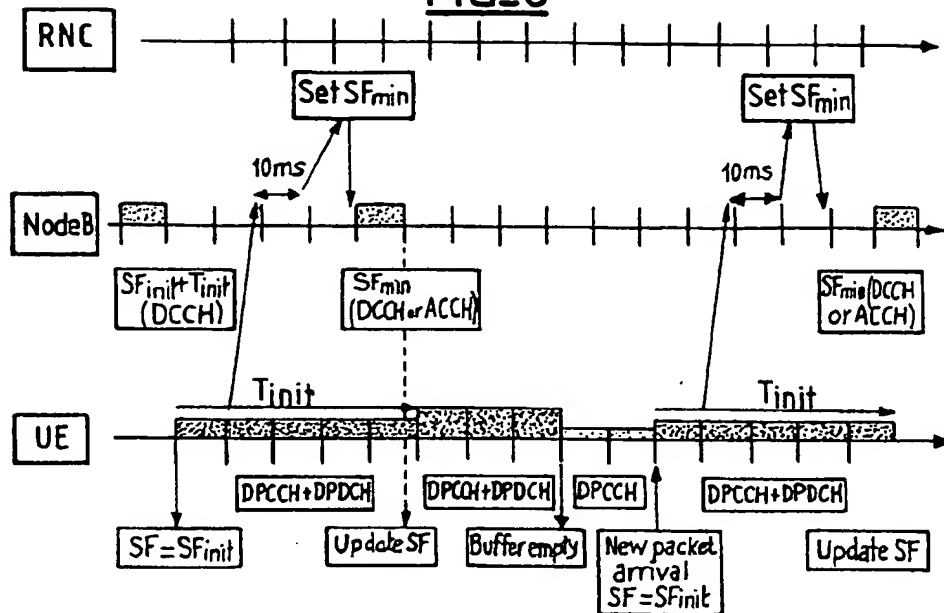 RNC
Set SFmin
Set SFmin
10ms
10ms
NodeB
SFinit+Tinit
(DCCH)
SFmin
(DCCH or ACCH)
SFmin(DCCH
or ACCH)
Tinit
Tinit
UE
DPCCH+DPDCH
DPCCH+DPDCH
DPCCH
DPCCH+DPDCH
SF=SFinit
Update SF
Buffer empty
New packet
arrival
SF=SFinit
Update SF